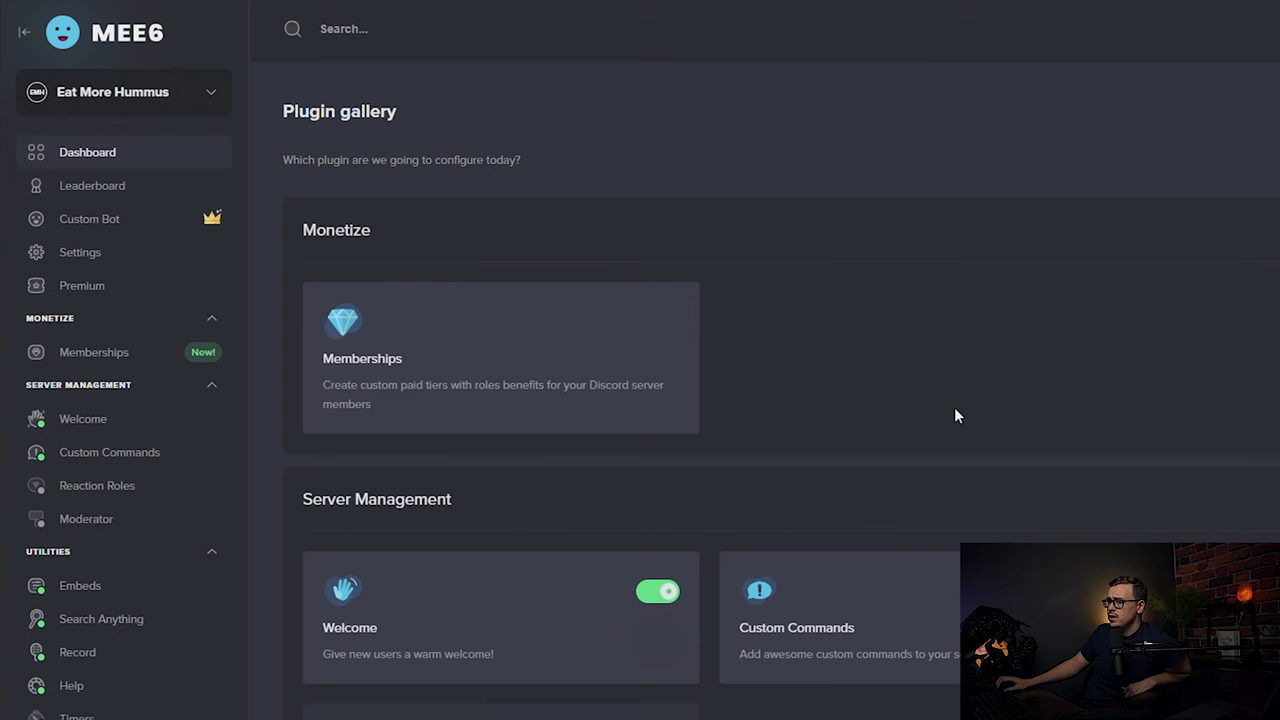 MEE6
Search...
EMH
Eat More Hummus
Plugin gallery
Dashboard
Which plugin are we going to configure today?
Leaderboard
Custom Bot
Settings
Premium
MONETIZE
Memberships
New!
SERVER MANAGEMENT
Welcome
Custom Commands
Reaction Roles
Moderator
UTILITIES
Embeds
Search Anything
Record
Help
Timers
Monetize
Memberships
Create custom paid tiers with roles benefits for your Discord server
members
Server Management
Welcome
Give new users a warm welcome!
Custom Commands
Add awesome custom commands to your s